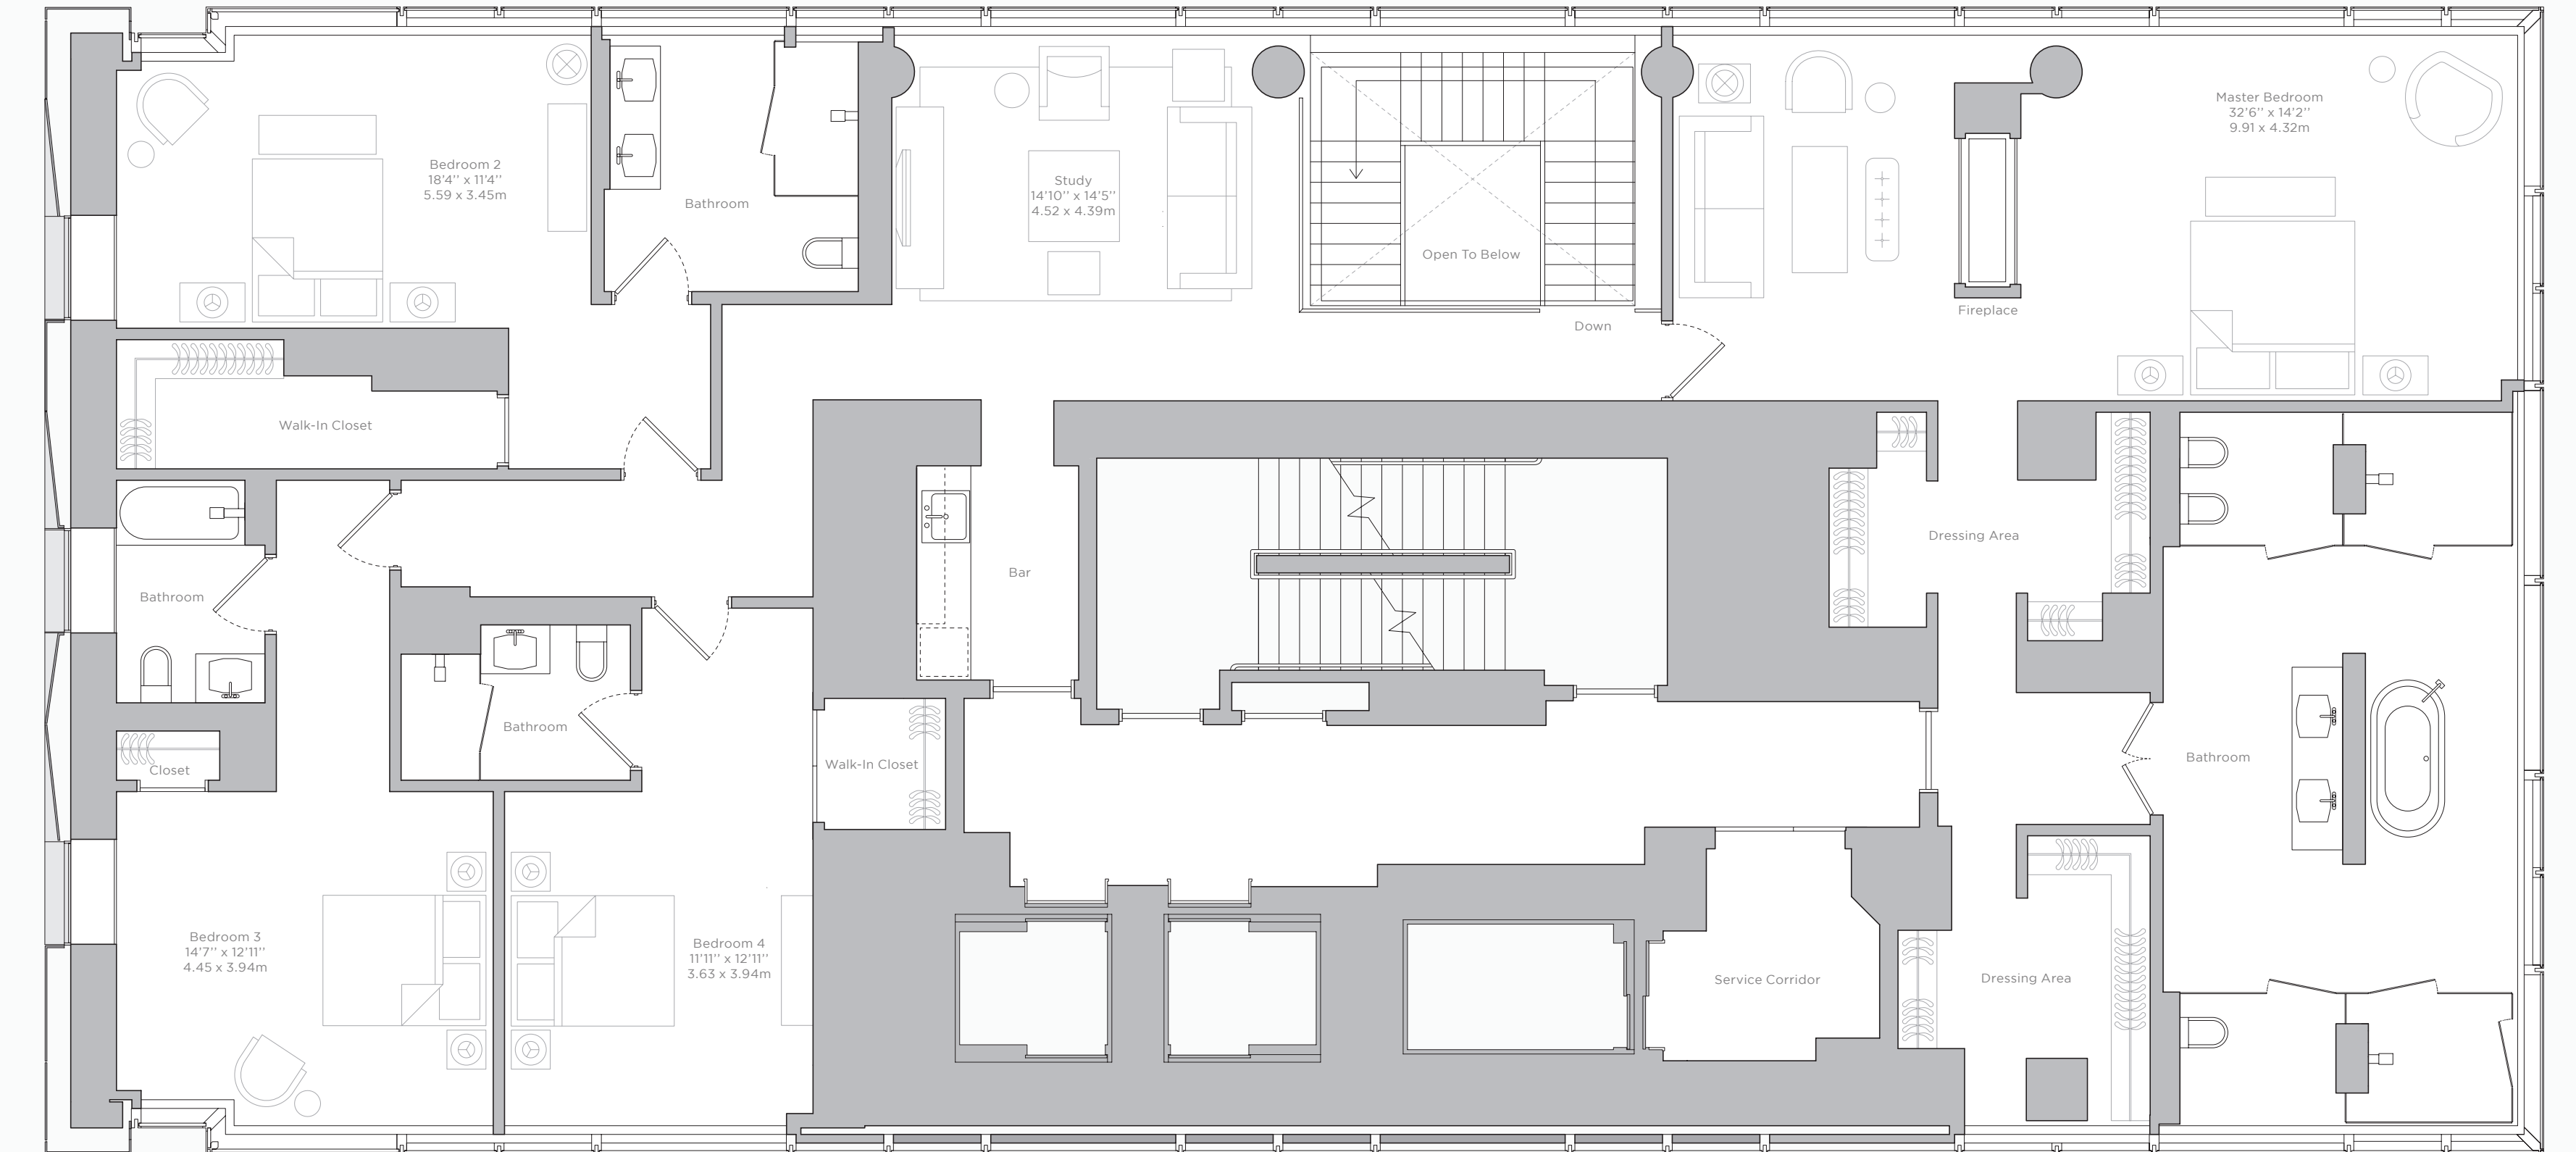 Master Bedroom
32'6'' x 14'2''
9.91 x 4.32m
Bedroom 2
18'4'' x 11'4''
5.59 x 3.45m
Bathroom
Study
14'10'' x 14'5''
4.52 x 4.39m
Open To Below
Down
Fireplace
Walk-In Closet
Bathroom
Bar
Dressing Area
Bathroom
Closet
Walk-In Closet
Bathroom
Bedroom 3
14'7'' x 12'11''
4.45 x 3.94m
Bedroom 4
11'11'' x 12'11''
3.63 x 3.94m
Service Corridor
Dressing Area